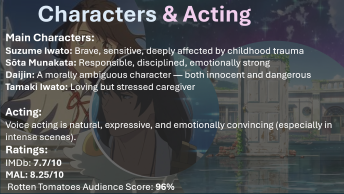 Characters & Acting
Main Characters:
Suzume Iwato: Brave, sensitive, deeply affected by childhood trauma
Sōta Munakata: Responsible, disciplined, emotionally strong
Daijin: A morally ambiguous character — both innocent and dangerous
Tamaki Iwato: Loving but stressed caregiver
Acting:
Voice acting is natural, expressive, and emotionally convincing (especially in
intense scenes).
Ratings:
IMDb: 7.7/10
MAL: 8.25/10
Rotten Tomatoes Audience Score: 96%